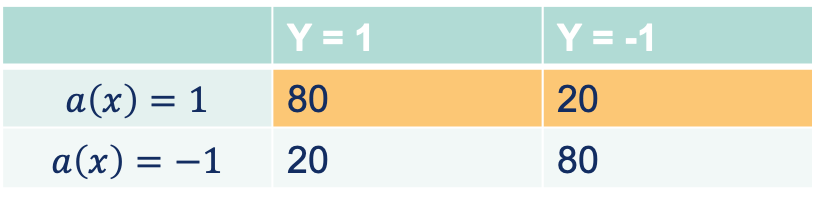 Y = 1 Y = -1
a(x) = 1 80 20
a(x) = −1 20 80